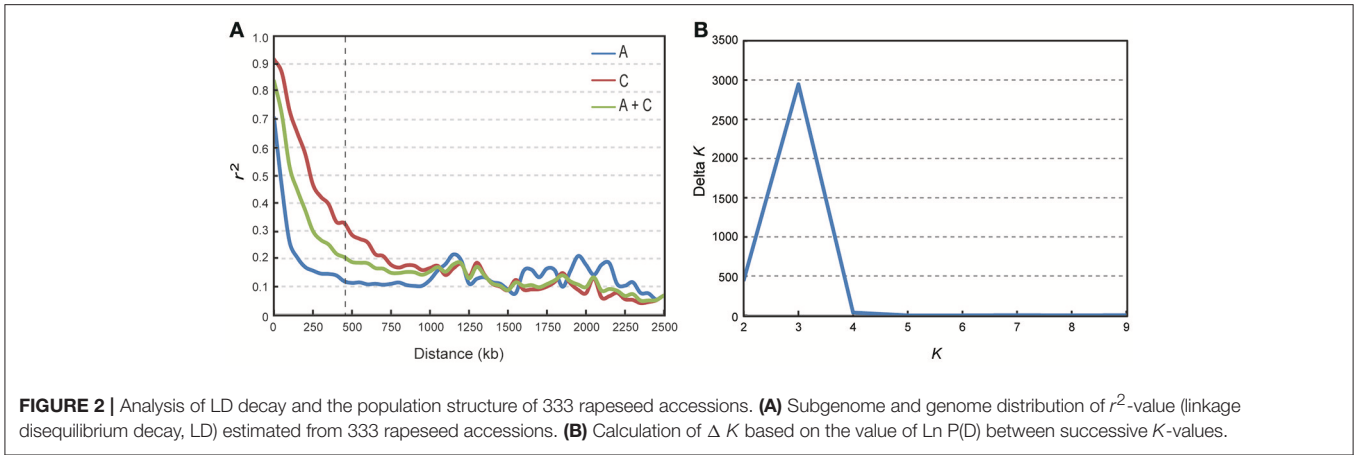 A
1.0
0.9
0.8
0.7
0.6
0.5
0.4
0.3
0.2
0.1
0
r²
A
C
A + C
0 250 500 750 1000 1250 1500 1750 2000 2250 2500
Distance (kb)
B
3500
3000
2500
2000
1500
1000
500
0
Delta K
2 3 4 5 6 7 8 9
K
FIGURE 2 | Analysis of LD decay and the population structure of 333 rapeseed accessions. (A) Subgenome and genome distribution of r²-value (linkage
disequilibrium decay, LD) estimated from 333 rapeseed accessions. (B) Calculation of Δ K based on the value of Ln P(D) between successive K-values.